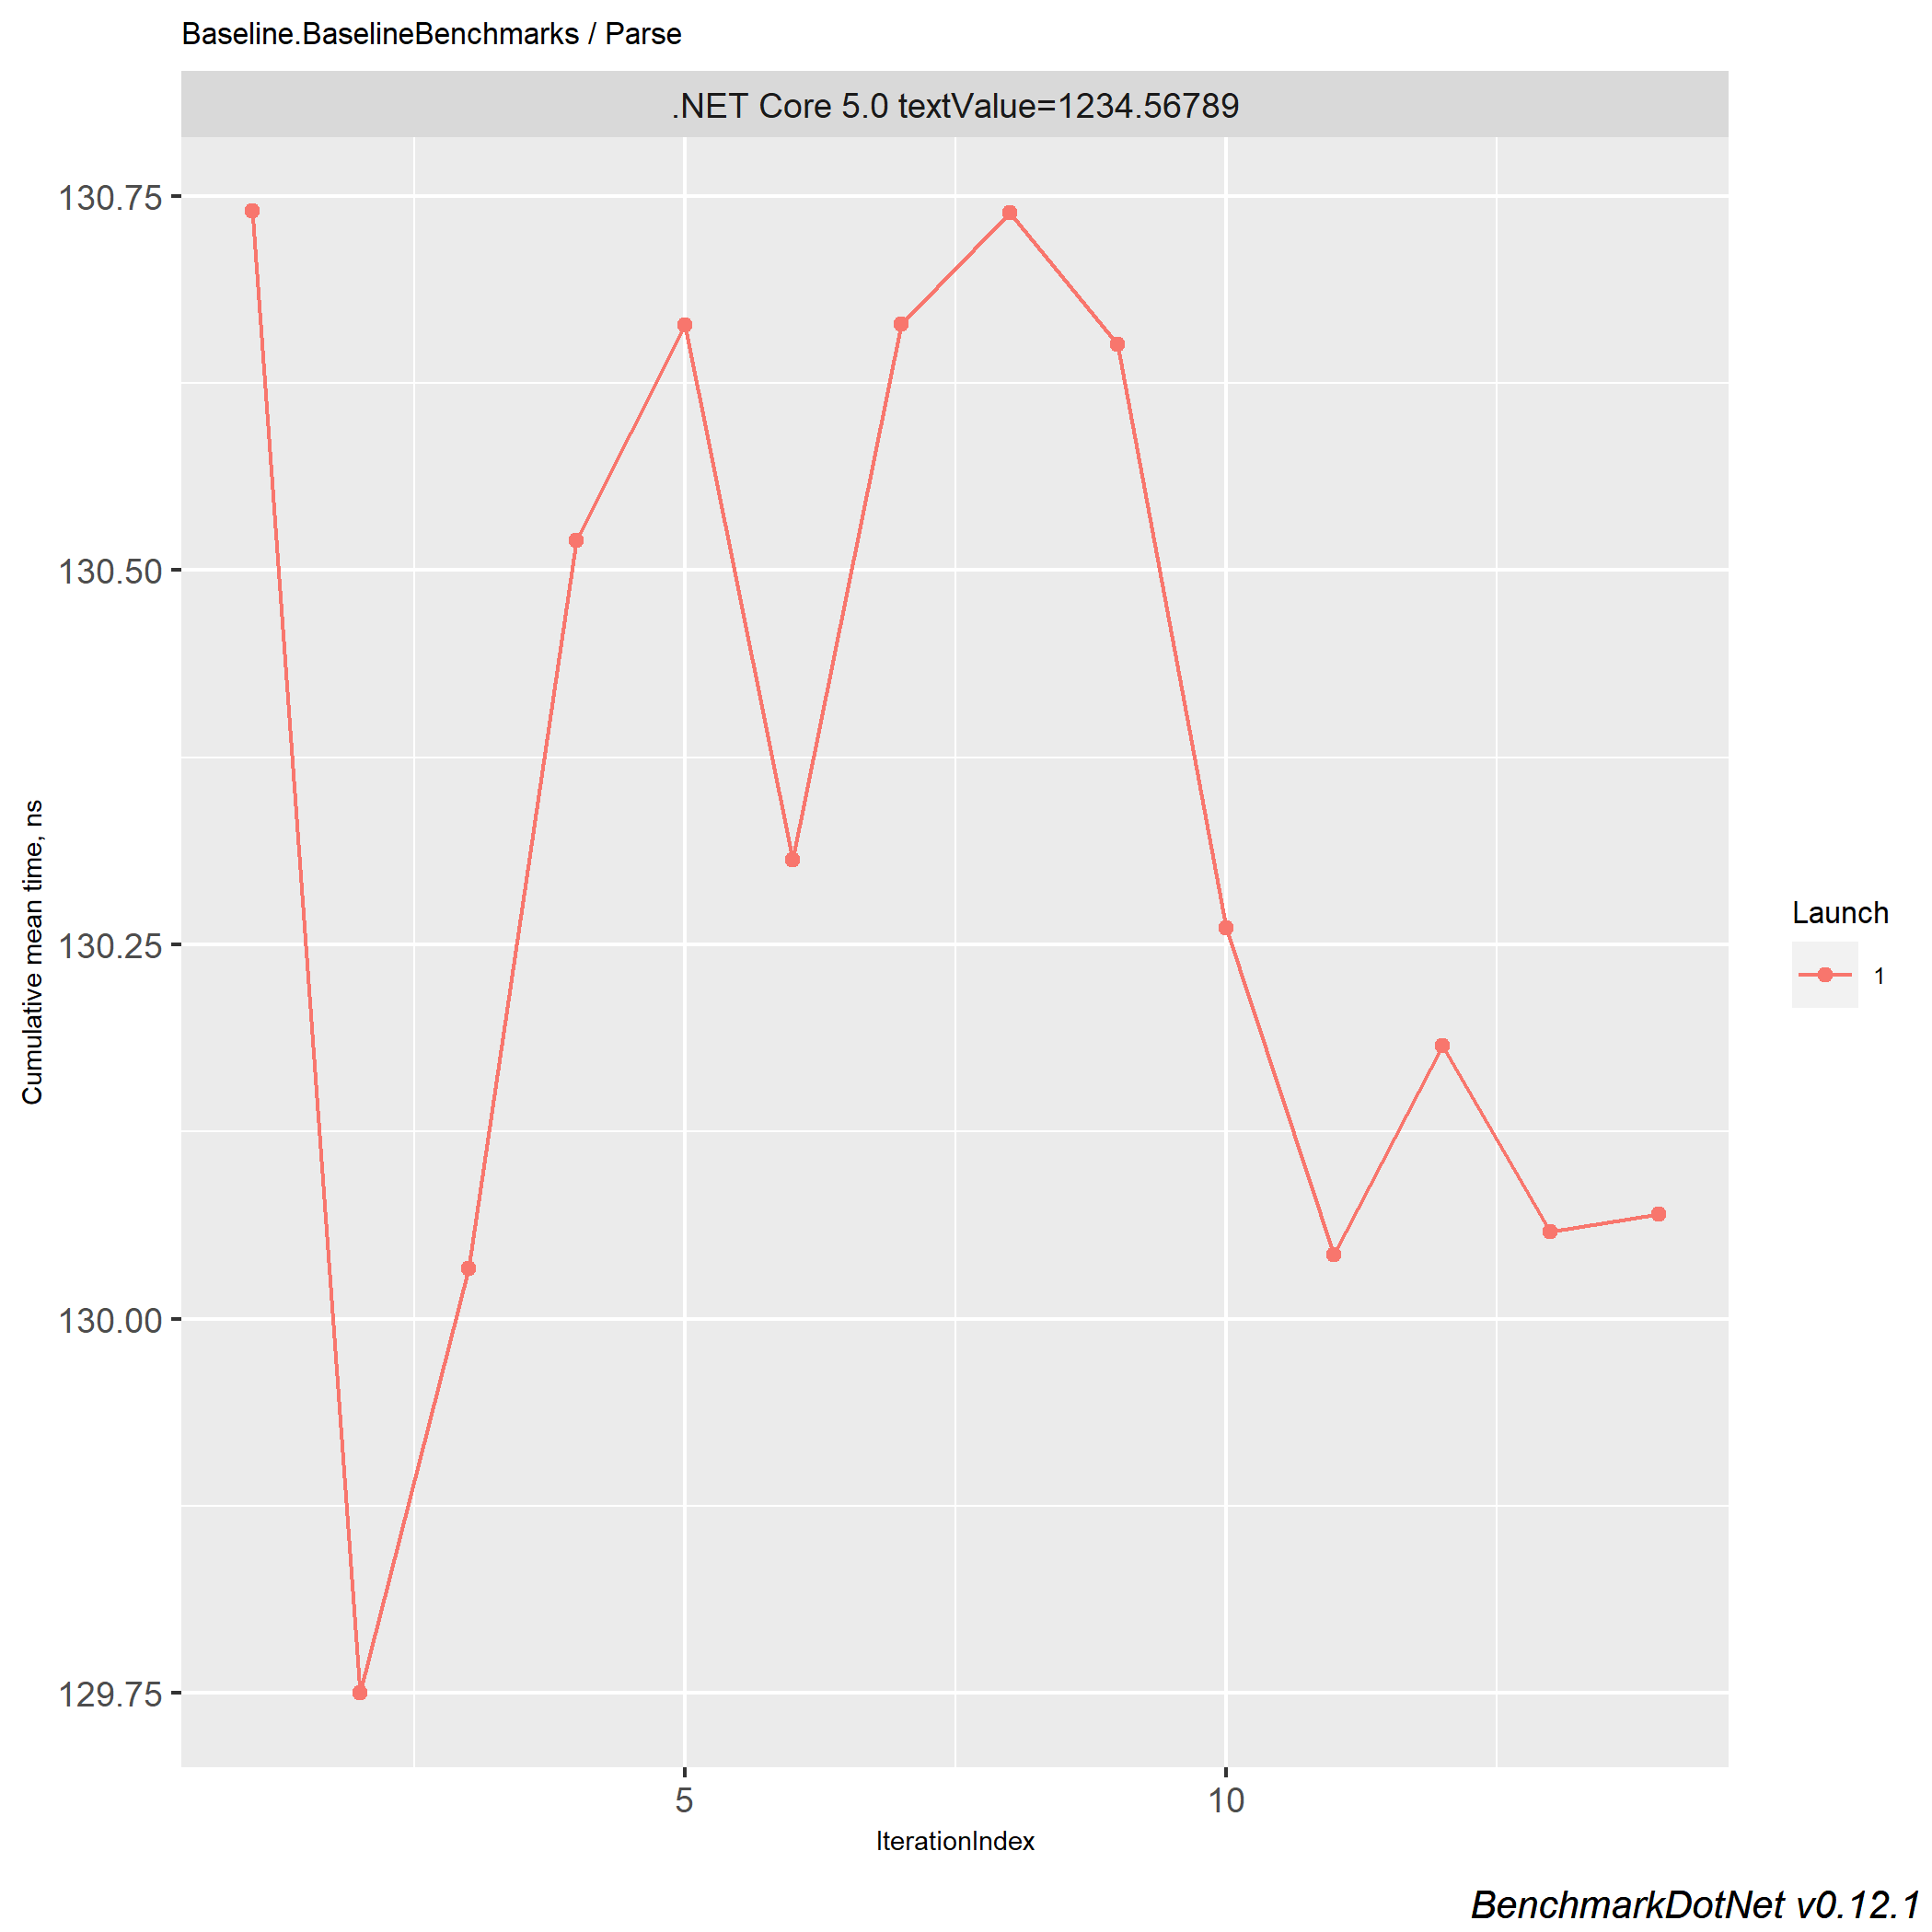 Baseline.BaselineBenchmarks / Parse
.NET Core 5.0 textValue=1234.56789
130.75
130.50
130.25
130.00
129.75
Cumulative mean time, ns
5
10
IterationIndex
Launch
1
BenchmarkDotNet v0.12.1